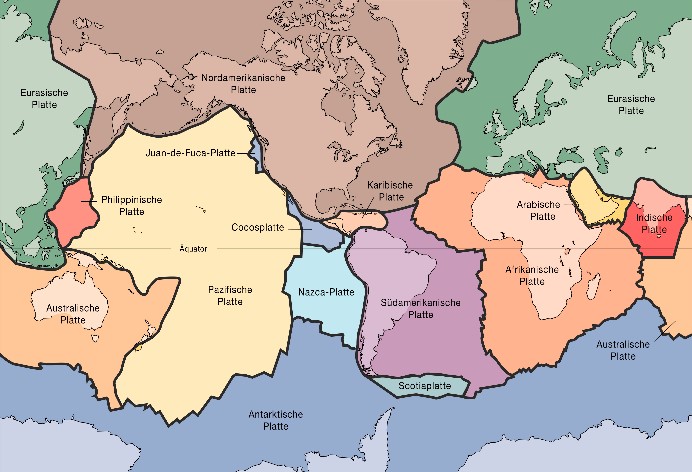 Nordamerikanische
Platte
Eurasische
Platte
Eurasische
Platte
Juan-de-Fuca-Platte
Karibische
Platte
Philippinische
Platte
Arabische
Platte
Indische
Platte
Cocosplatte
Äquator
Afrikanische
Platte
Pazifische
Platte
Nazca-Platte
Südamerikanische
Platte
Australische
Platte
Australische
Platte
Scotiaplatte
Antarktische
Platte